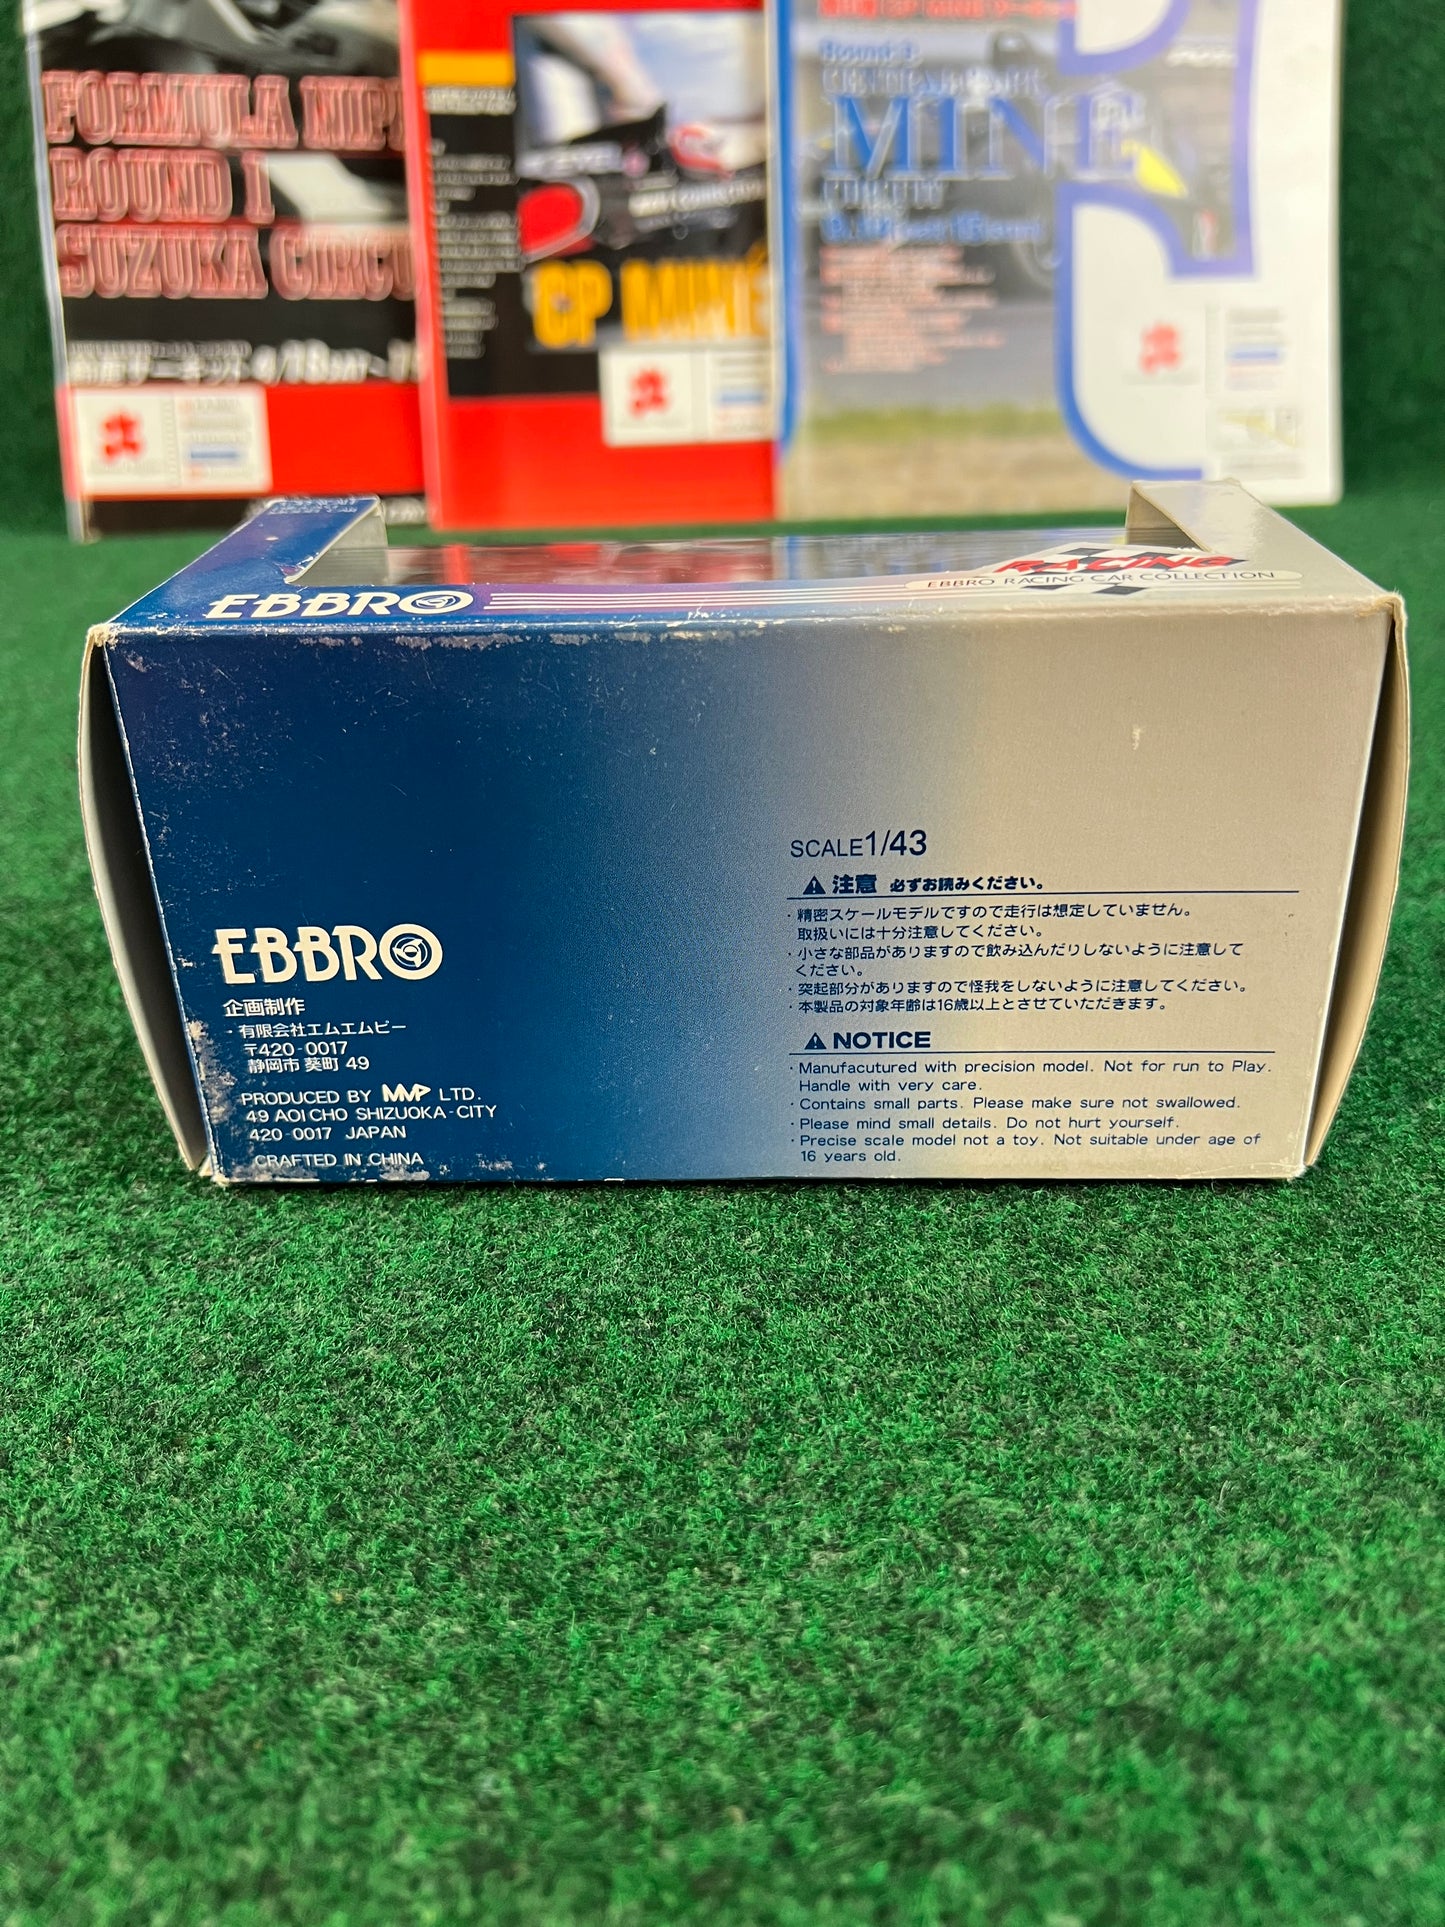 FORMULA NIPP
ROUND 1
SUZUKA CIRCU
CP MINÉ
Round
MINE
CIRCUIT
RACING
EBBRO
EBBRO RACING CAR COLLECTION
SCALE 1/43
注意 必ずお読みください。
・精密スケールモデルですので走行は想定していません。
取扱いには十分注意してください。
・小さな部品がありますので飲み込んだりしないように注意して
ください。
・突起部分がありますので怪我をしないように注意してください。
・本製品の対象年齢は16歳以上とさせていただきます。
NOTICE
・Manufacutured with precision model. Not for run to Play.
Handle with very care.
・Contains small parts. Please make sure not swallowed.
・Please mind small details. Do not hurt yourself.
・Precise scale model not a toy. Not suitable under age of
16 years old.
EBBRO
企画制作
・有限会社エムエムピー
〒420-0017
静岡市 葵町 49
PRODUCED BY MMP LTD.
49 AOI CHO SHIZUOKA-CITY
420-0017 JAPAN
CRAFTED IN CHINA